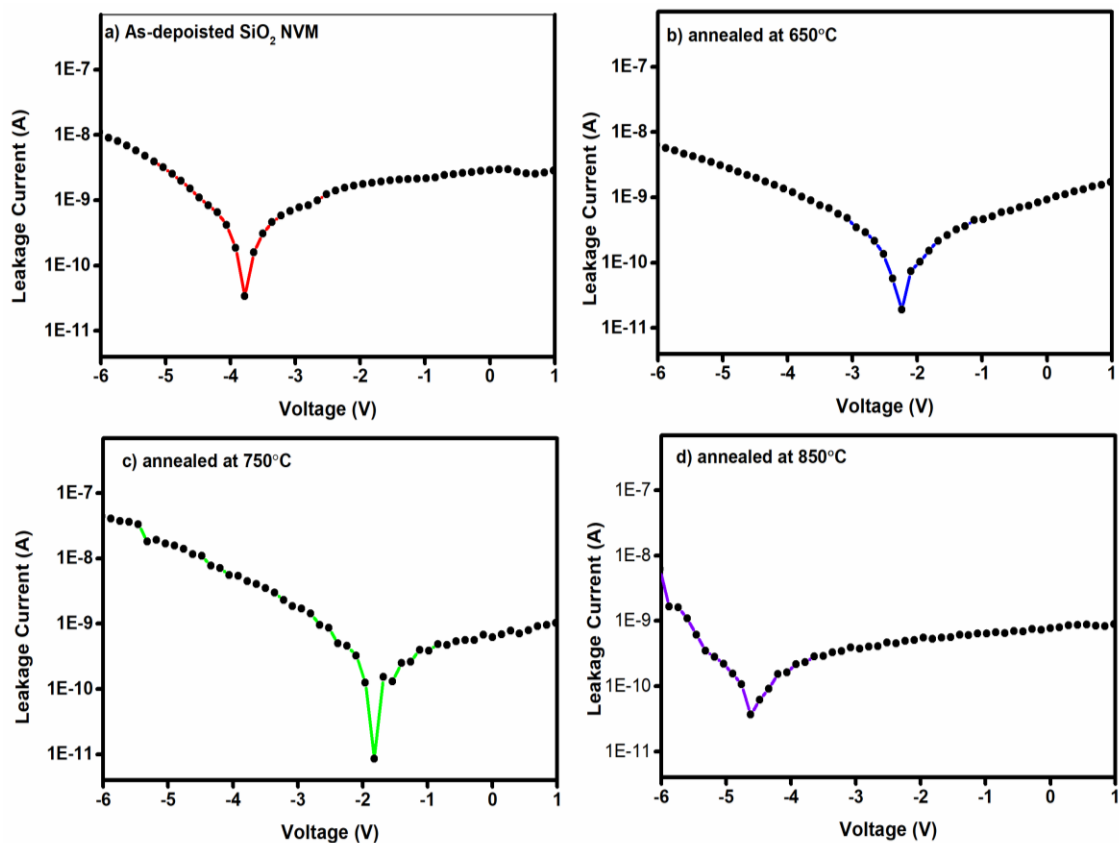 a) As-depoisted SiO₂ NVM
1E-7
1E-8
1E-9
1E-10
1E-11
Leakage Current (A)
-6 -5 -4 -3 -2 -1 0 1
Voltage (V)
b) annealed at 650°C
1E-7
1E-8
1E-9
1E-10
1E-11
Leakage Current (A)
-6 -5 -4 -3 -2 -1 0 1
Voltage (V)
c) annealed at 750°C
1E-7
1E-8
1E-9
1E-10
1E-11
Leakage Current (A)
-6 -5 -4 -3 -2 -1 0 1
Voltage (V)
d) annealed at 850°C
1E-7
1E-8
1E-9
1E-10
1E-11
Leakage Current (A)
-6 -5 -4 -3 -2 -1 0 1
Voltage (V)